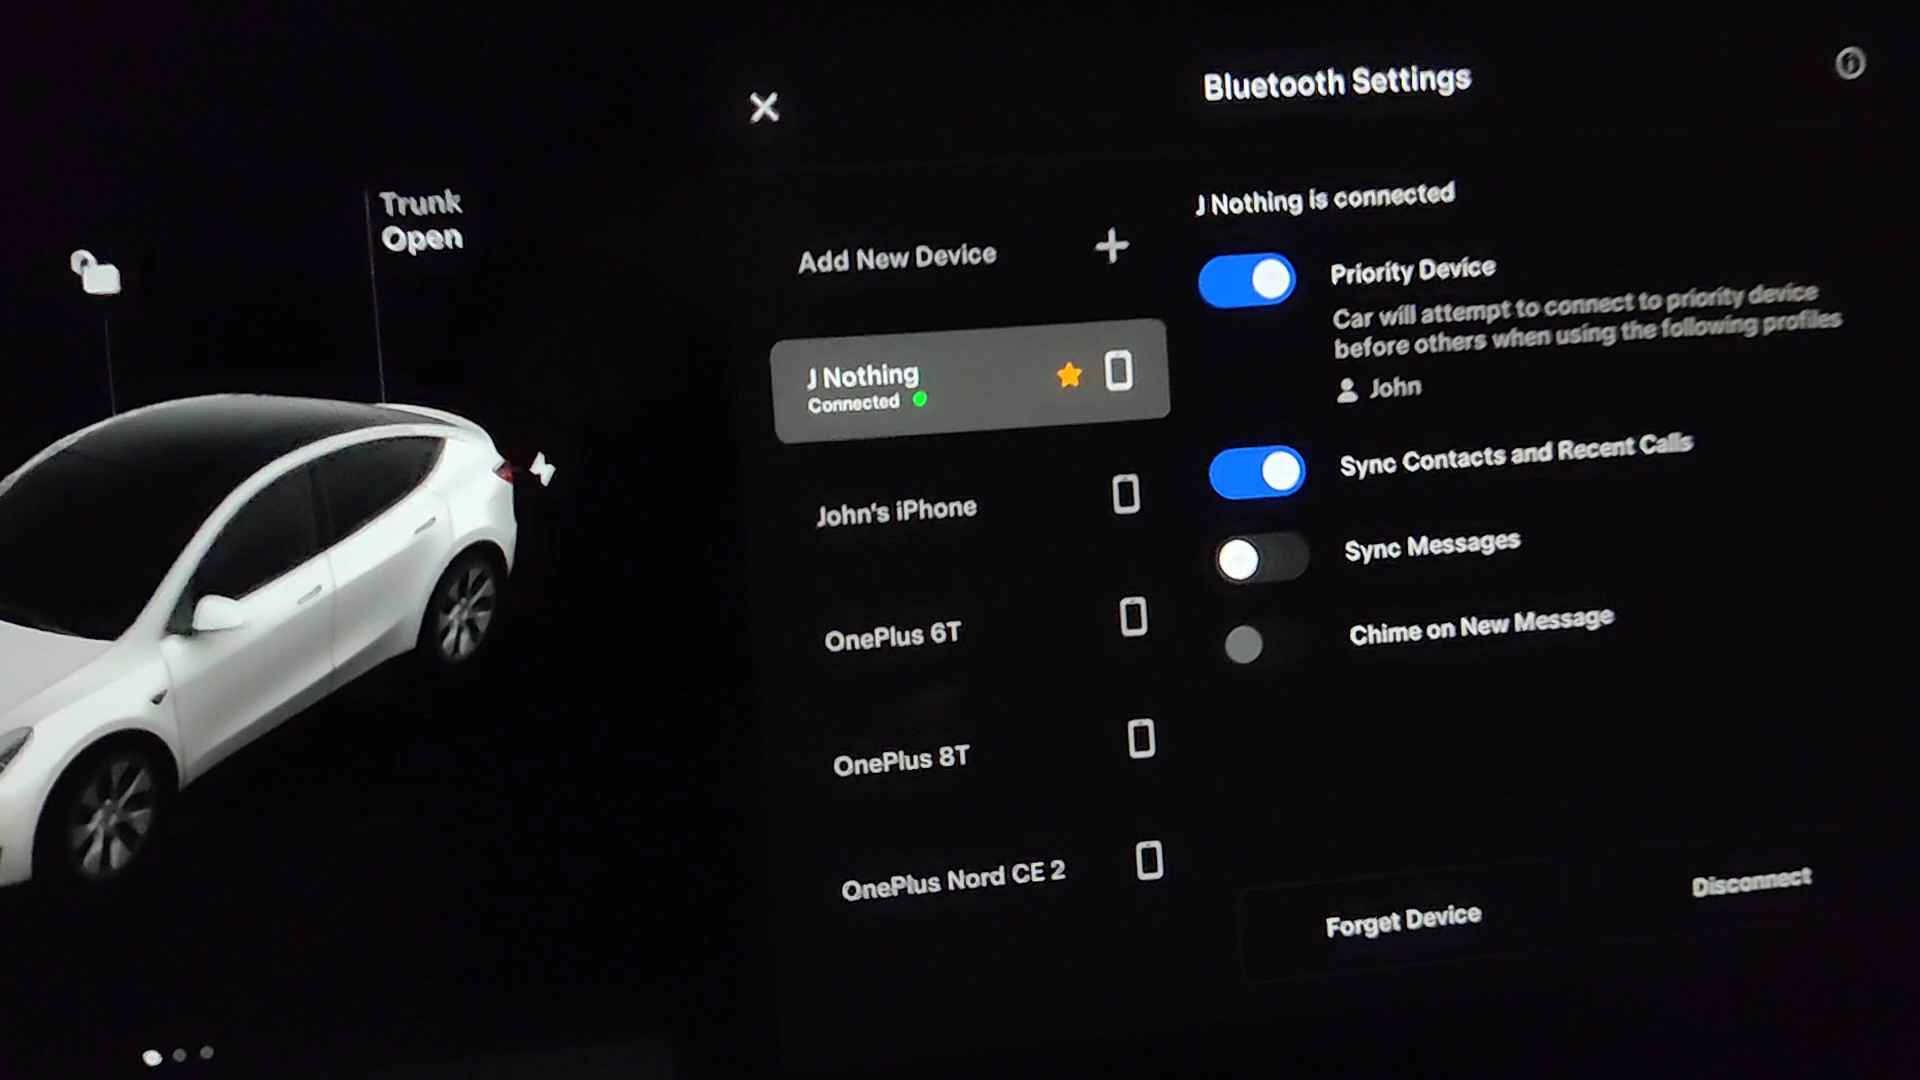 Bluetooth Settings
Trunk
Open
Add New Device
J Nothing
Connected
John's iPhone
OnePlus 6T
OnePlus 8T
OnePlus Nord CE 2
J Nothing is connected
Priority Device
Car will attempt to connect to priority device
before others when using the following profiles
John
Sync Contacts and Recent Calls
Sync Messages
Chime on New Message
Forget Device
Disconnect